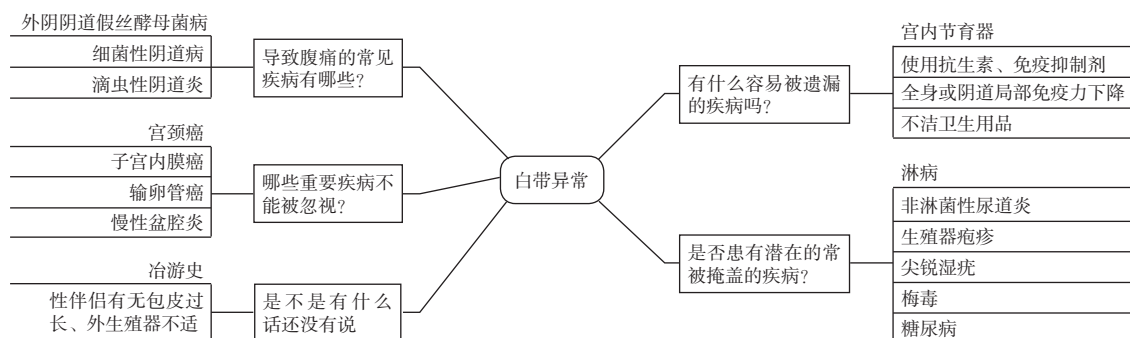 外阴阴道假丝酵母菌病
细菌性阴道病
滴虫性阴道炎
导致腹痛的常见
疾病有哪些?
宫颈癌
子宫内膜癌
输卵管癌
慢性盆腔炎
哪些重要疾病不
能被忽视?
冶游史
性伴侣有无包皮过
长、外生殖器不适
是不是有什么
话还没有说
白带异常
有什么容易被遗漏
的疾病吗?
宫内节育器
使用抗生素、免疫抑制剂
全身或阴道局部免疫力下降
不洁卫生用品
是否患有潜在的常
被掩盖的疾病?
淋病
非淋菌性尿道炎
生殖器疱疹
尖锐湿疣
梅毒
糖尿病